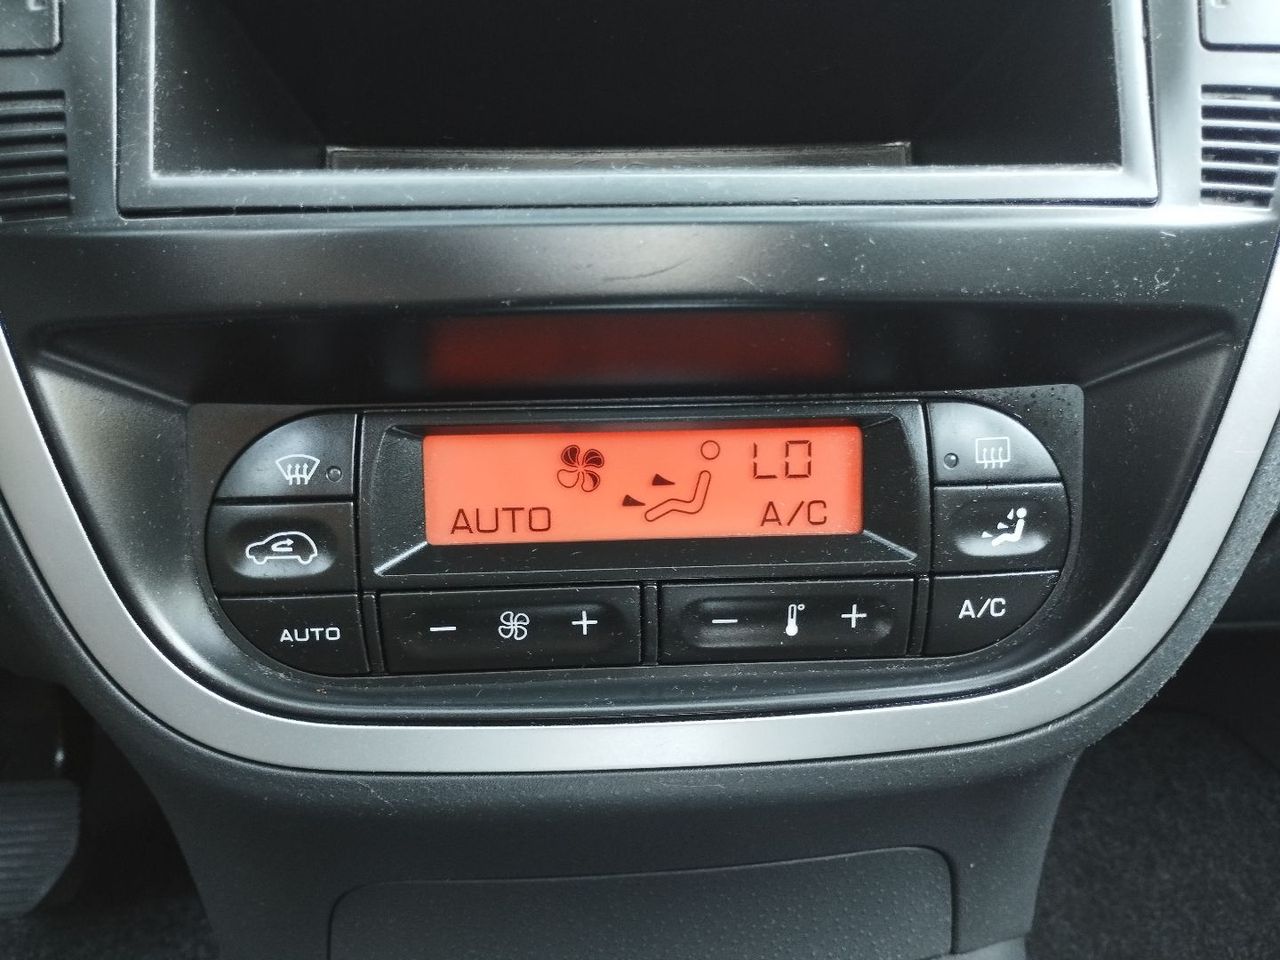 LO
AUTO A/C
AUTO − + − + A/C